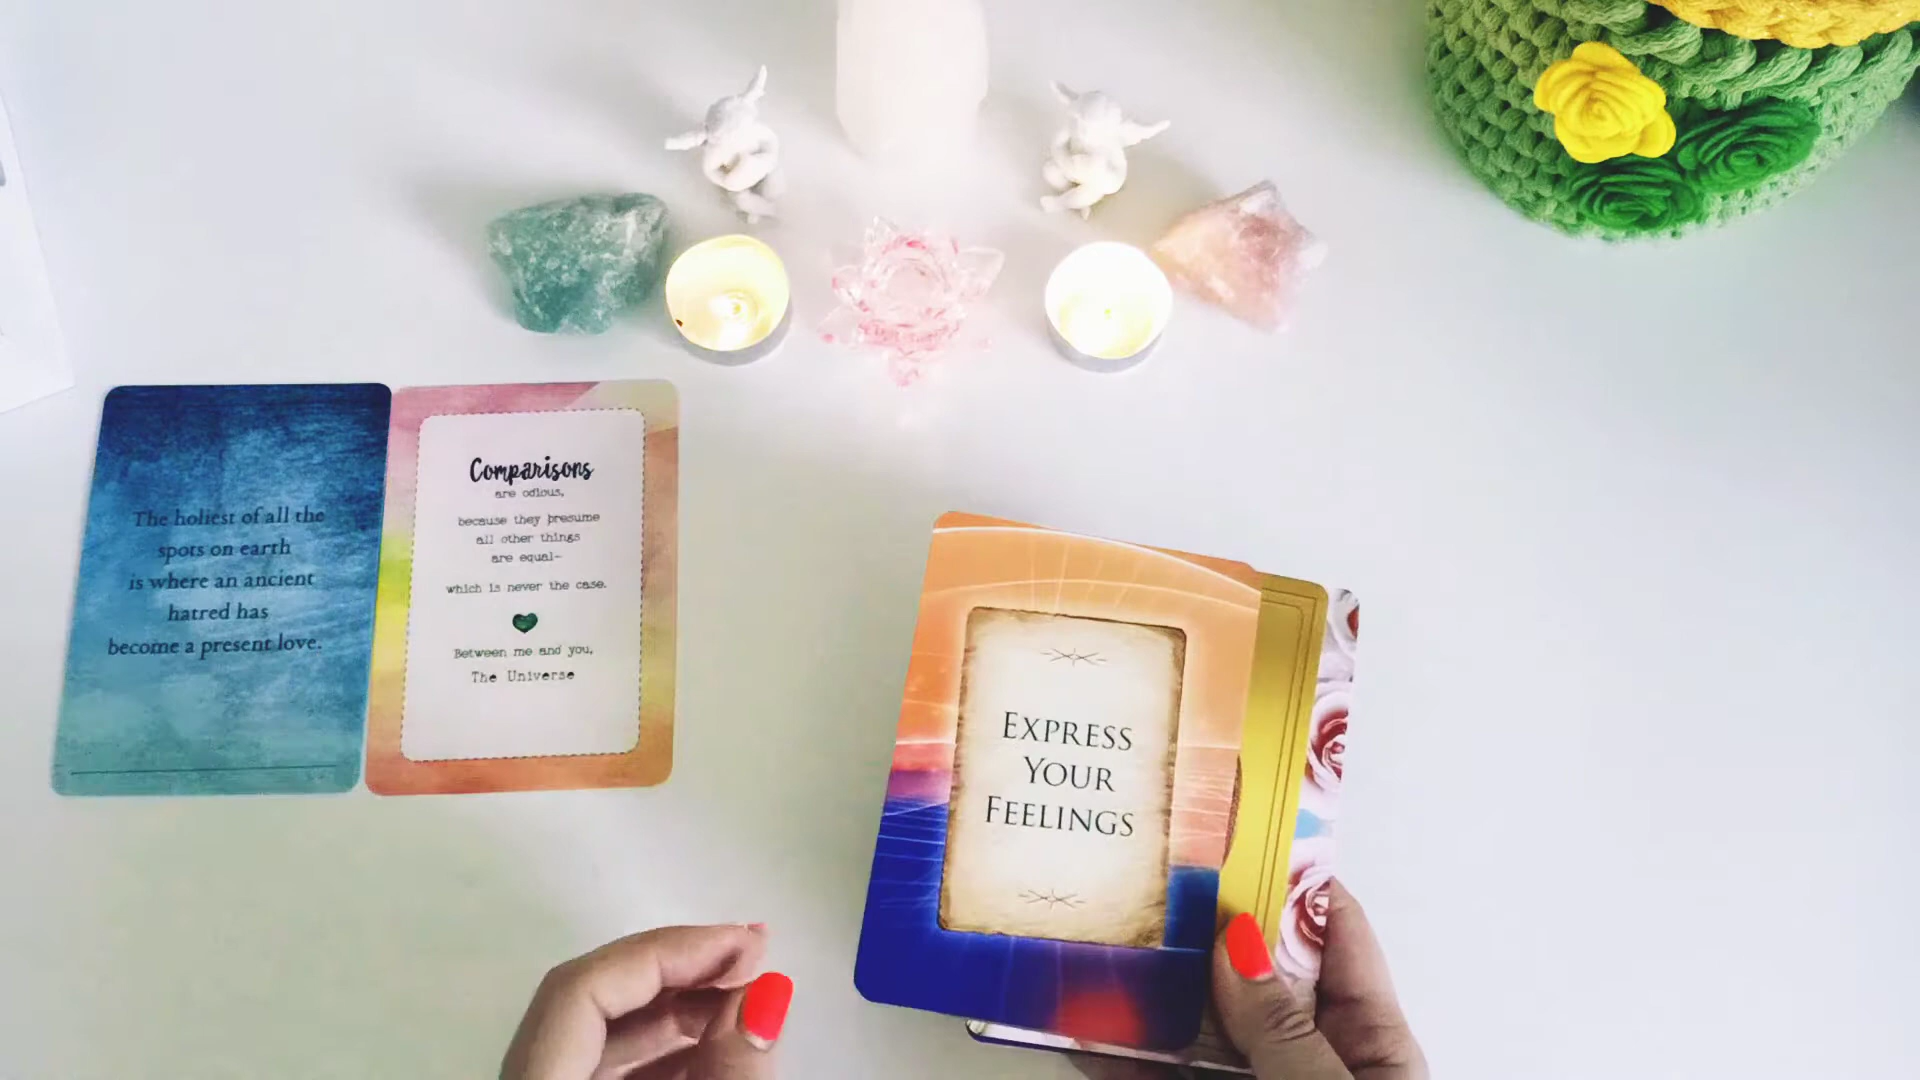 The holiest of all the
spots on earth
is where an ancient
hatred has
become a present love.
Comparisons
are odious,
because they presume
all other things
are equal—
which is never the case.
Between me and you,
The Universe
EXPRESS
YOUR
FEELINGS